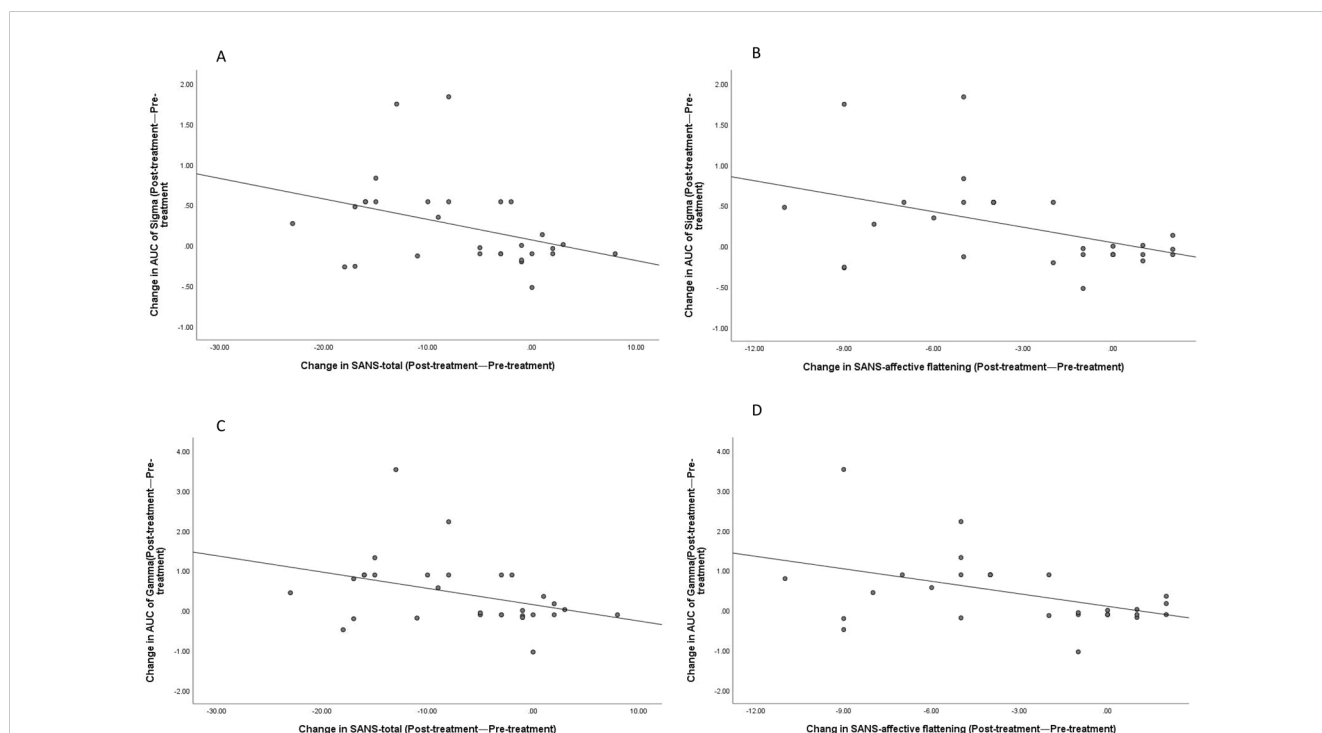 A
Change in AUC of Sigma (Post-treatment—Pre-
treatment
2.00
1.50
1.00
.50
.00
-.50
-1.00
-30.00 -20.00 -10.00 .00 10.00
Change in SANS-total (Post-treatment—Pre-treatment)
B
Change in AUC of Sigma (Post-treatment—Pre-
treatment)
2.00
1.50
1.00
.50
.00
-.50
-1.00
-12.00 -9.00 -6.00 -3.00 .00
Change in SANS-affective flattening (Post-treatment—Pre-treatment)
C
Change in AUC of Gamma(Post-treatment—Pre-
treatment)
4.00
3.00
2.00
1.00
.00
-1.00
-2.00
-30.00 -20.00 -10.00 .00 10.00
Change in SANS-total (Post-treatment—Pre-treatment)
D
Change in AUC of Gamma(Post-treatment—Pre-
treatment)
4.00
3.00
2.00
1.00
.00
-1.00
-2.00
-12.00 -9.00 -6.00 -3.00 .00
Chang in SANS-affective flattening (Post-treatment—Pre-treatment)